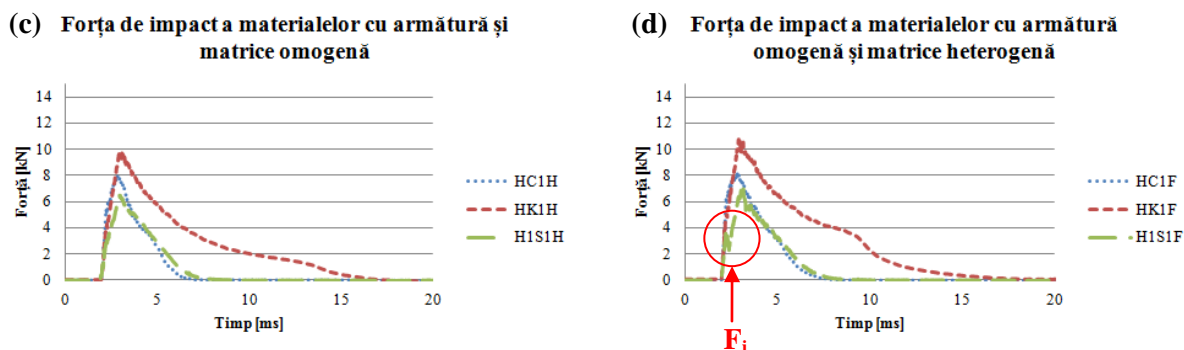 (c) Forța de impact a materialelor cu armătură și
matrice omogenă
14
12
10
8
6
4
2
0
Forță [kN]
0 5 10 15 20
Timp [ms]
HC1H
HK1H
H1S1H
(d) Forța de impact a materialelor cu armătură
omogenă și matrice heterogenă
14
12
10
8
6
4
2
0
Forță [kN]
0 5 10 15 20
Timp [ms]
HC1F
HK1F
H1S1F
Fi